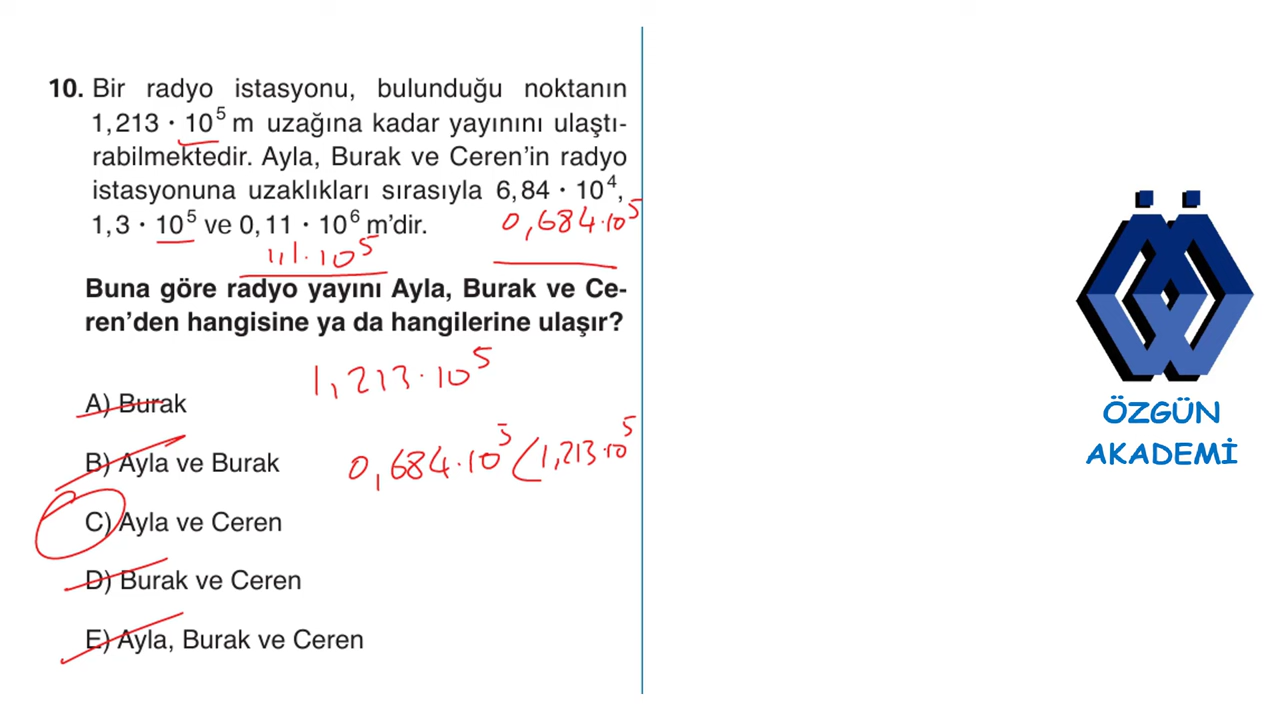 10. Bir radyo istasyonu, bulunduğu noktanın
1,213 · 10⁵ m uzağına kadar yayınını ulaştı-
rabilmektedir. Ayla, Burak ve Ceren’in radyo
istasyonuna uzaklıkları sırasıyla 6,84 · 10⁴,
1,3 · 10⁵ ve 0,11 · 10⁶ m’dir.
0,684·10⁵
1,1·10⁵
Buna göre radyo yayını Ayla, Burak ve Ce-
ren’den hangisine ya da hangilerine ulaşır?
1,213·10⁵
A) Burak
B) Ayla ve Burak
0,684·10⁵ < 1,213·10⁵
C) Ayla ve Ceren
D) Burak ve Ceren
E) Ayla, Burak ve Ceren
ÖZGÜN
AKADEMİ